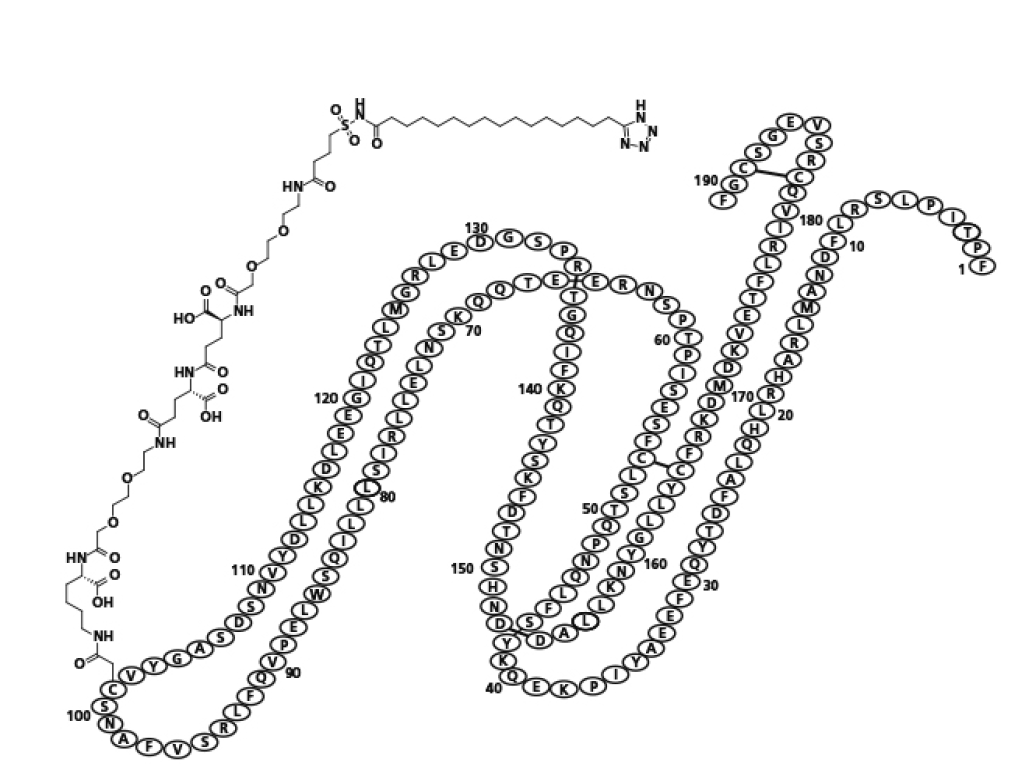 H
N
O
S
O
O
H
N
N
N
N
HN
O
O
O
O
NH
O
HO
HN
O
O
OH
O
NH
O
O
HN
O
O
OH
NH
O
1 F P T I P L S R L F 10
D N A M L R A H R L 20
H Q L A F D T Y Q E 30
F E E A Y I P K E Q 40
K Y S F L Q N P Q T 50
S L C F S E S I P T 60
P S N R E E T Q Q K 70
S N L E L L R I S L 80
L L I Q S W L E P V 90
Q F L R S V F A N S 100
C V Y G A S D S N V 110
Y D L L K D L E E G 120
I Q T L M G R L E D 130
G S P R T G Q I F K 140
Q T Y S K F D T N S 150
H N D D A L L K N Y 160
G L L Y C F R K D M 170
D K V E T F L R I V 180
Q C R S V E G S C G 190
F